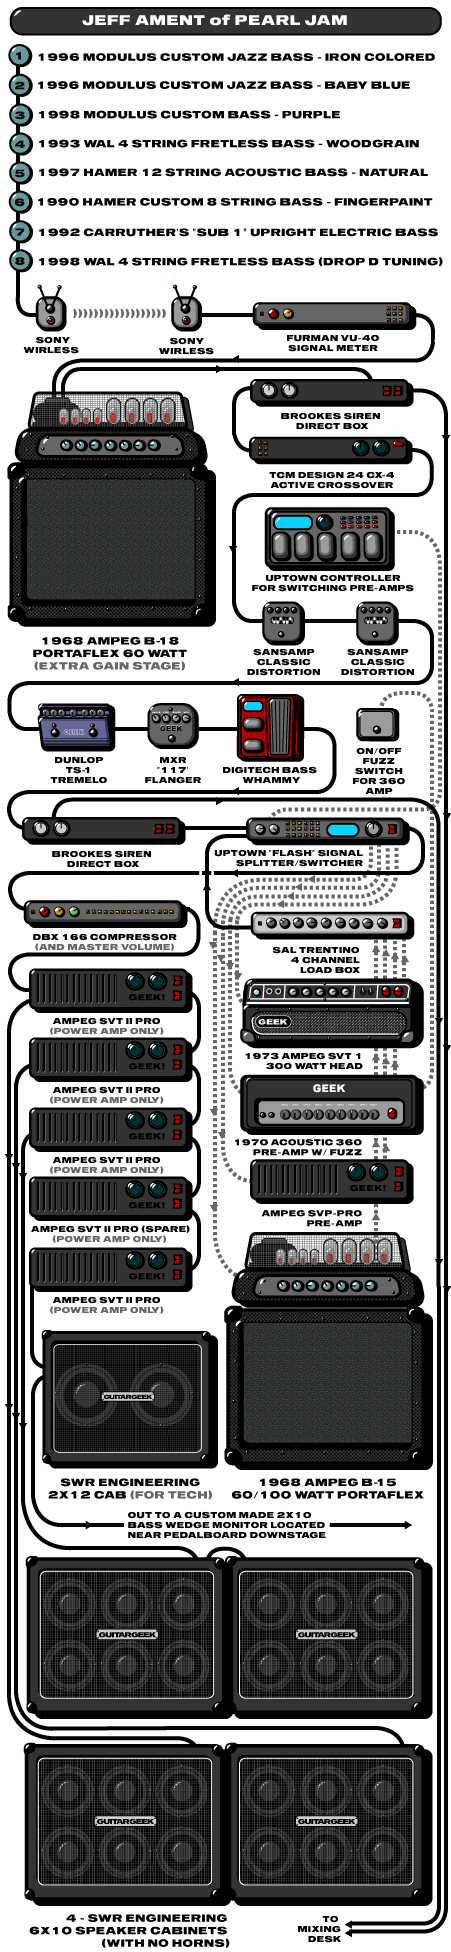 JEFF AMENT of PEARL JAM
1 1996 MODULUS CUSTOM JAZZ BASS - IRON COLORED
2 1996 MODULUS CUSTOM JAZZ BASS - BABY BLUE
3 1998 MODULUS CUSTOM BASS - PURPLE
4 1993 WAL 4 STRING FRETLESS BASS - WOODGRAIN
5 1997 HAMER 12 STRING ACOUSTIC BASS - NATURAL
6 1990 HAMER CUSTOM 8 STRING BASS - FINGERPAINT
7 1992 CARRUTHER'S "SUB 1" UPRIGHT ELECTRIC BASS
8 1998 WAL 4 STRING FRETLESS BASS (DROP D TUNING)
SONY
WIRLESS
SONY
WIRLESS
FURMAN VU-40
SIGNAL METER
BROOKES SIREN
DIRECT BOX
TCM DESIGN 24 CX-4
ACTIVE CROSSOVER
UPTOWN CONTROLLER
FOR SWITCHING PRE-AMPS
1968 AMPEG B-18
PORTAFLEX 60 WATT
(EXTRA GAIN STAGE)
SANSAMP
CLASSIC
DISTORTION
SANSAMP
CLASSIC
DISTORTION
GEEK
DUNLOP
TS-1
TREMELO
GEEK
MXR
"117"
FLANGER
DIGITECH BASS
WHAMMY
ON/OFF
FUZZ
SWITCH
FOR 360
AMP
BROOKES SIREN
DIRECT BOX
UPTOWN "FLASH" SIGNAL
SPLITTER/SWITCHER
DBX 166 COMPRESSOR
(AND MASTER VOLUME)
SAL TRENTINO
4 CHANNEL
LOAD BOX
GEEK!
AMPEG SVT II PRO
(POWER AMP ONLY)
GEEK
1973 AMPEG SVT 1
300 WATT HEAD
GEEK!
AMPEG SVT II PRO
(POWER AMP ONLY)
GEEK
1970 ACOUSTIC 360
PRE-AMP W/ FUZZ
GEEK!
AMPEG SVT II PRO
(POWER AMP ONLY)
GEEK!
AMPEG SVP-PRO
PRE-AMP
GEEK!
AMPEG SVT II PRO (SPARE)
(POWER AMP ONLY)
GEEK!
AMPEG SVT II PRO
(POWER AMP ONLY)
GUITARGEEK
SWR ENGINEERING
2X12 CAB (FOR TECH)
1968 AMPEG B-15
60/100 WATT PORTAFLEX
OUT TO A CUSTOM MADE 2X10
BASS WEDGE MONITOR LOCATED
NEAR PEDALBOARD DOWNSTAGE
GUITARGEEK
GUITARGEEK
GUITARGEEK
GUITARGEEK
4 - SWR ENGINEERING
6X10 SPEAKER CABINETS
(WITH NO HORNS)
TO
MIXING
DESK